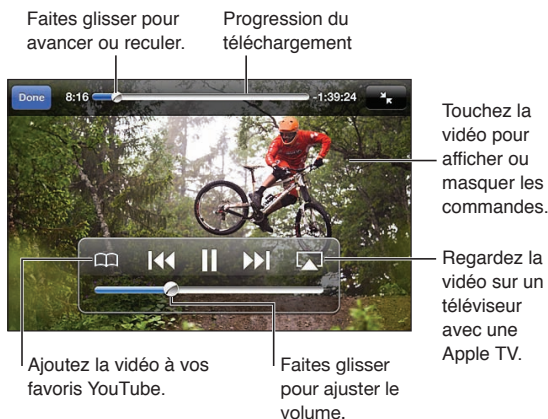 Faites glisser pour
avancer ou reculer.
Progression du
téléchargement
Done
8:16
-1:39:24
Touchez la
vidéo pour
afficher ou
masquer les
commandes.
Regardez la
vidéo sur un
téléviseur
avec une
Apple TV.
Ajoutez la vidéo à vos
favoris YouTube.
Faites glisser
pour ajuster le
volume.